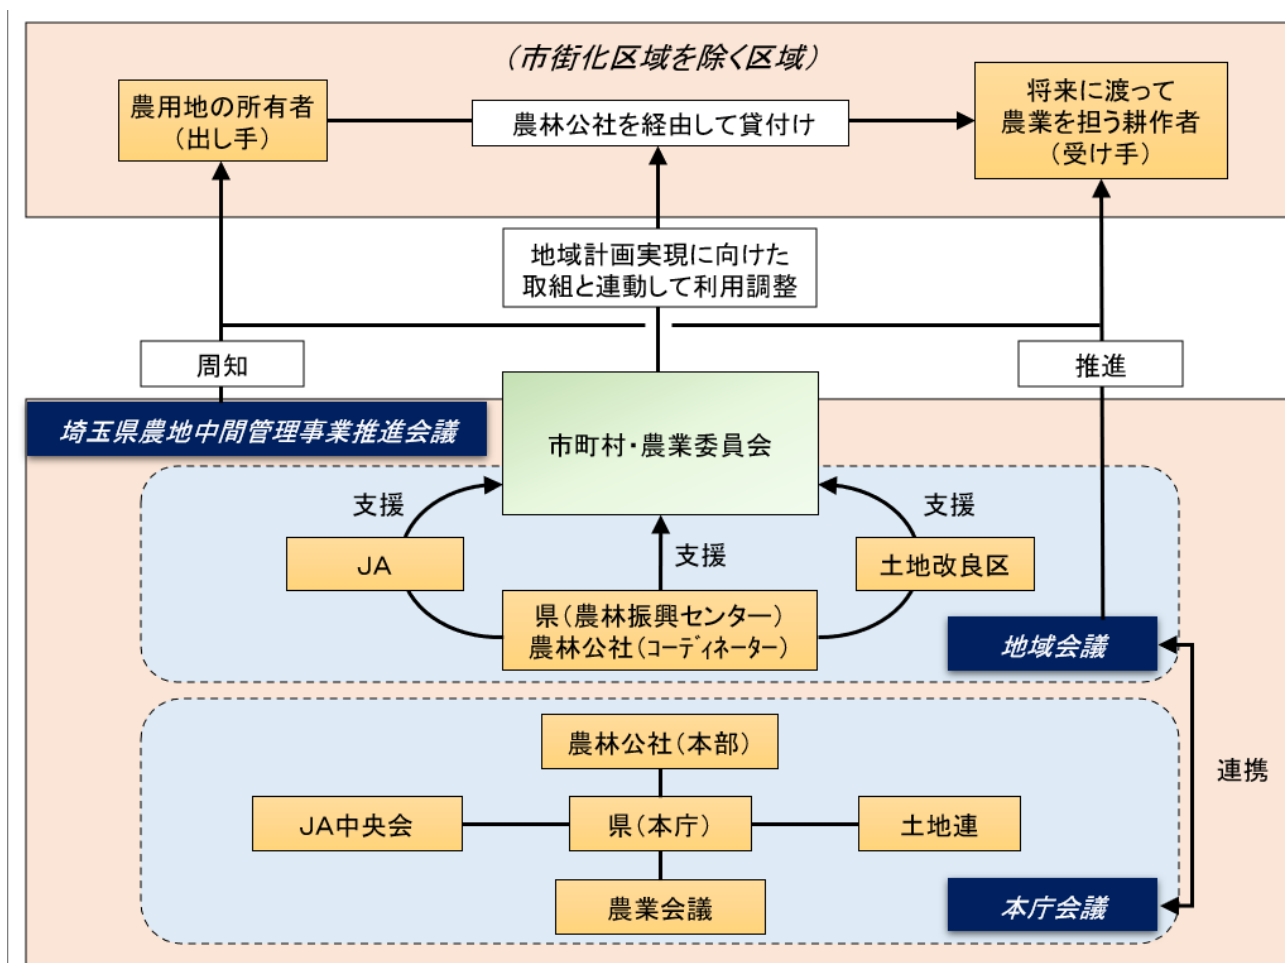 (市街化区域を除く区域)
農用地の所有者
(出し手)
農林公社を経由して貸付け
将来に渡って
農業を担う耕作者
(受け手)
地域計画実現に向けた
取組と連動して利用調整
周知
推進
埼玉県農地中間管理事業推進会議
市町村・農業委員会
支援
支援
支援
JA
土地改良区
県(農林振興センター)
農林公社(ｺｰﾃﾞｨﾈｰﾀｰ)
地域会議
農林公社(本部)
連携
JA中央会
県(本庁)
土地連
農業会議
本庁会議